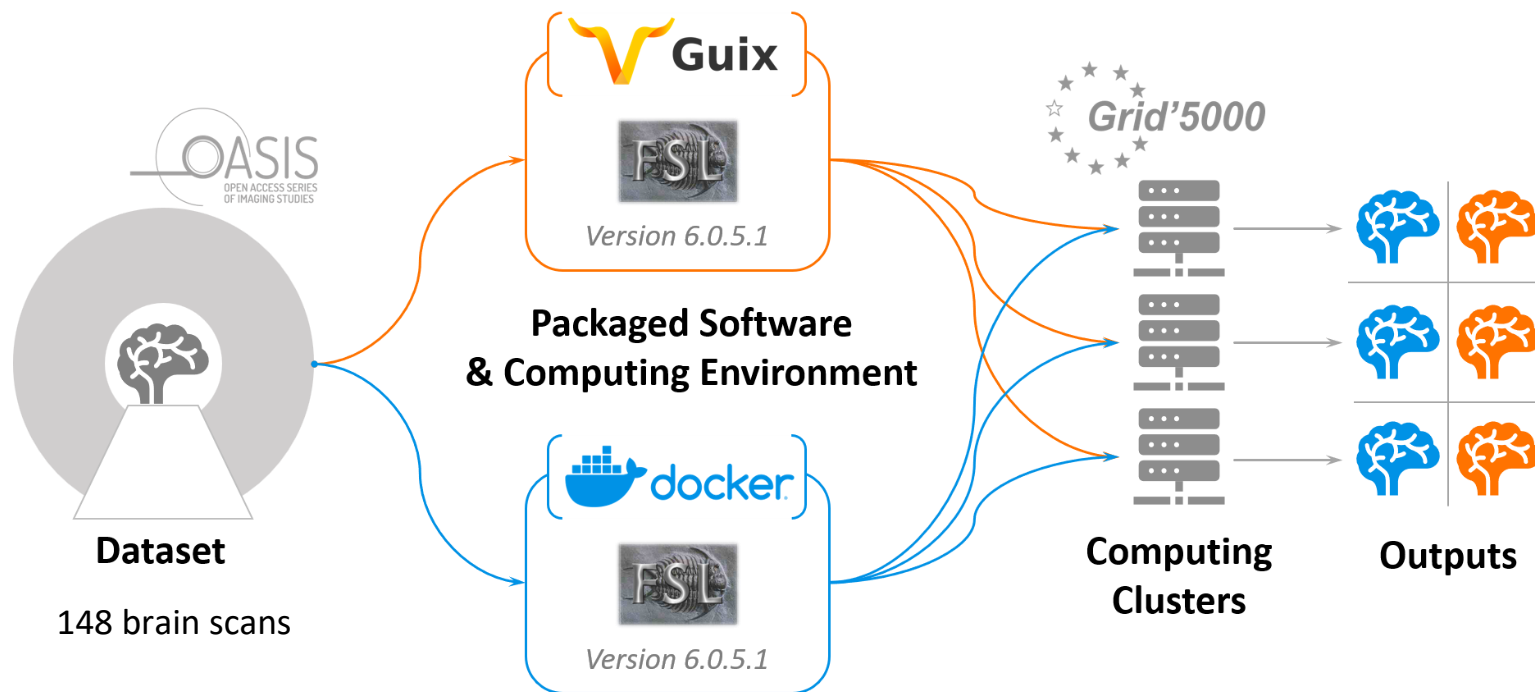 OASIS
OPEN ACCESS SERIES
OF IMAGING STUDIES
Dataset
148 brain scans
Guix
FSL
Version 6.0.5.1
Packaged Software
& Computing Environment
docker
FSL
Version 6.0.5.1
Grid'5000
Computing
Clusters
Outputs